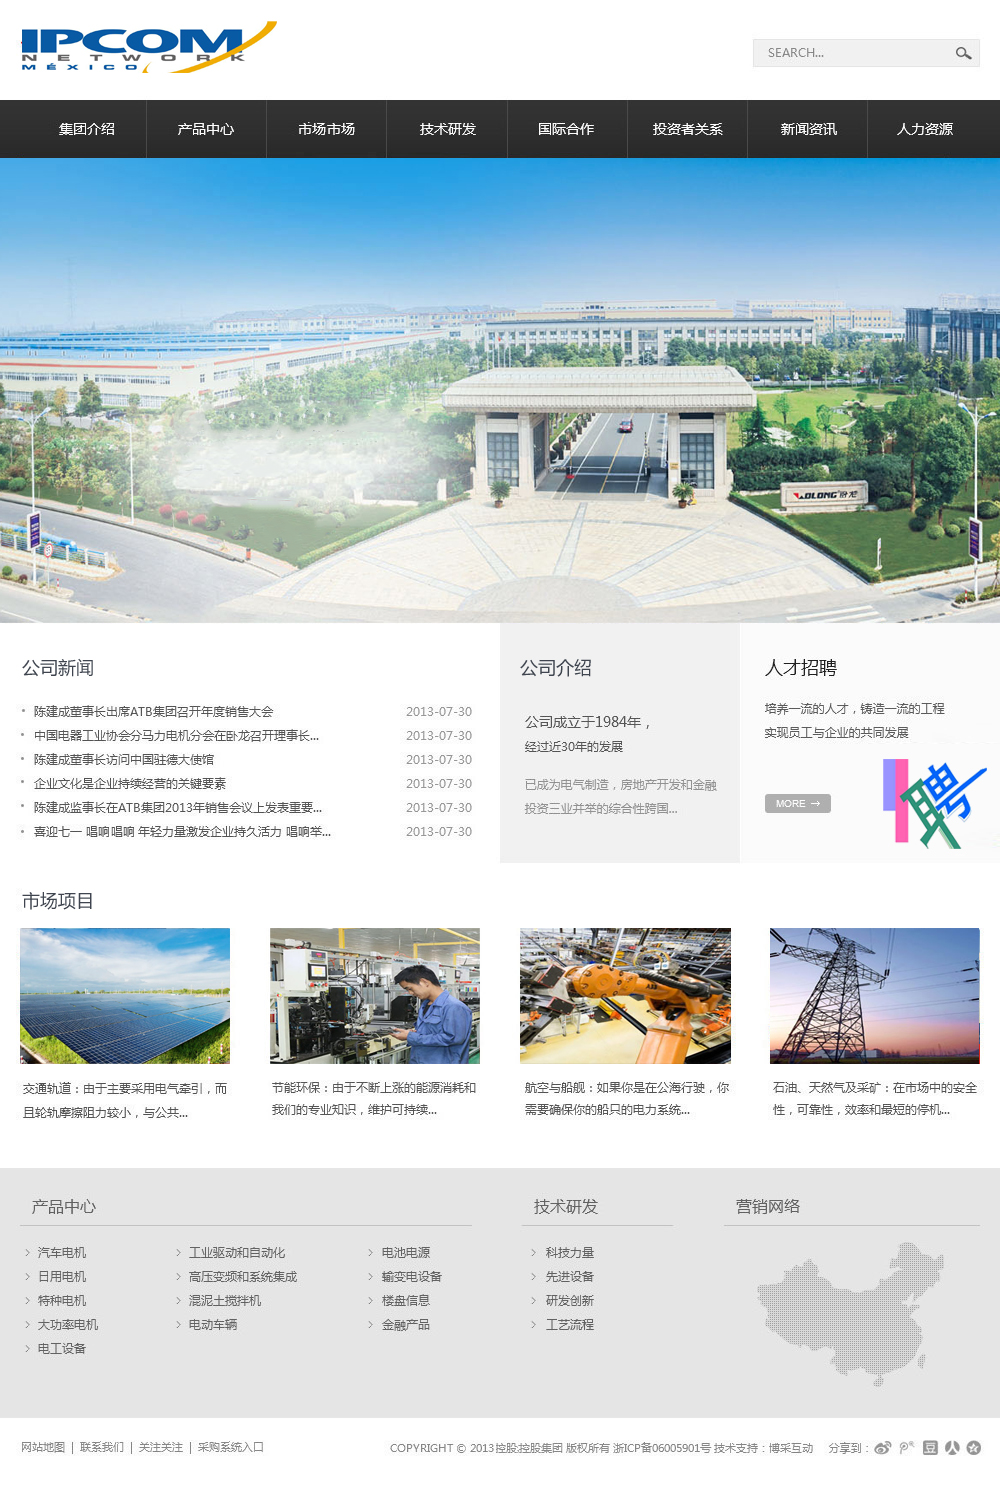 IPCOM
NETWORK
MÉXICO
SEARCH...
集团介绍 产品中心 市场市场 技术研发 国际合作 投资者关系 新闻资讯 人力资源
WOLONG 卧龙
公司新闻
陈建成董事长出席ATB集团召开年度销售大会 2013-07-30
中国电器工业协会分马力电机分会在卧龙召开理事长... 2013-07-30
陈建成董事长访问中国驻德大使馆 2013-07-30
企业文化是企业持续经营的关键要素 2013-07-30
陈建成监事长在ATB集团2013年销售会议上发表重要... 2013-07-30
喜迎七一 唱响唱响 年轻力量激发企业持久活力 唱响举... 2013-07-30
公司介绍
公司成立于1984年，
经过近30年的发展
已成为电气制造，房地产开发和金融
投资三业并举的综合性跨国...
人才招聘
培养一流的人才，铸造一流的工程
实现员工与企业的共同发展
MORE →
聘
市场项目
交通轨道：由于主要采用电气牵引，而
且轮轨摩擦阻力较小，与公共...
节能环保：由于不断上涨的能源消耗和
我们的专业知识，维护可持续...
航空与船舰：如果你是在公海行驶，你
需要确保你的船只的电力系统...
石油、天然气及采矿：在市场中的安全
性，可靠性，效率和最短的停机...
产品中心
汽车电机
日用电机
特种电机
大功率电机
电工设备
工业驱动和自动化
高压变频和系统集成
混泥土搅拌机
电动车辆
电池电源
输变电设备
楼盘信息
金融产品
技术研发
科技力量
先进设备
研发创新
工艺流程
营销网络
网站地图 | 联系我们 | 关注关注 | 采购系统入口
COPYRIGHT © 2013控股;控股集团 版权所有 浙ICP备06005901号 技术支持：博采互动 分享到：
豆